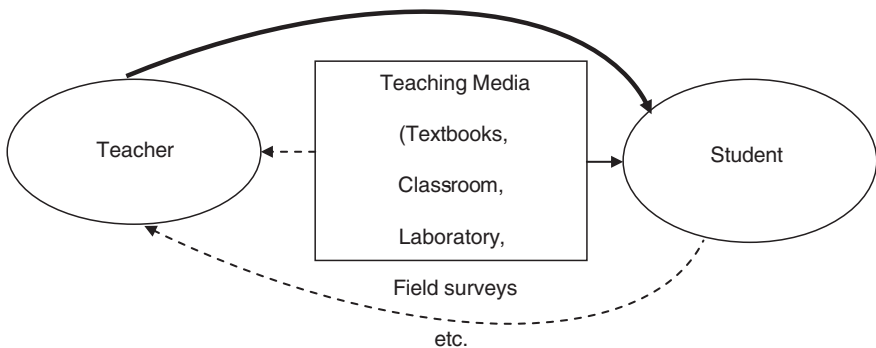 Teacher
Teaching Media
(Textbooks,
Classroom,
Laboratory,
Field surveys
etc.
Student